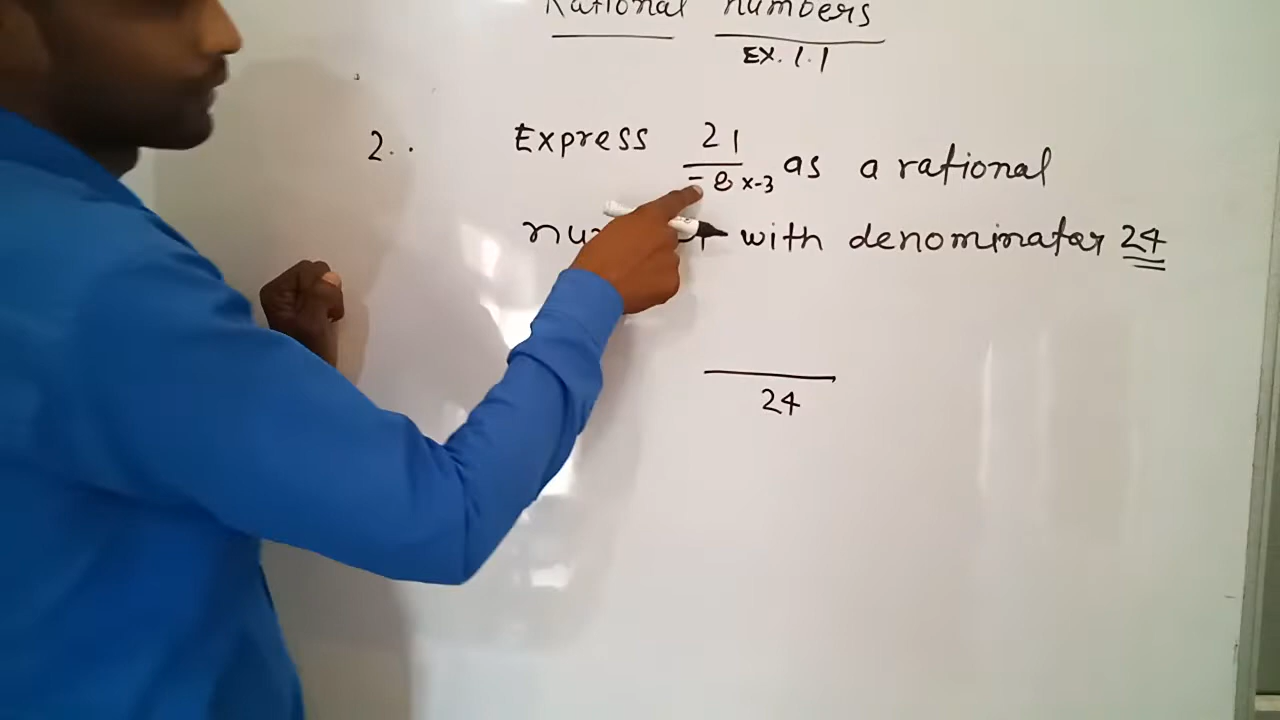 Rational numbers
Ex. 1.1
2. Express 21/-8 x-3 as a rational
with denominator 24
24